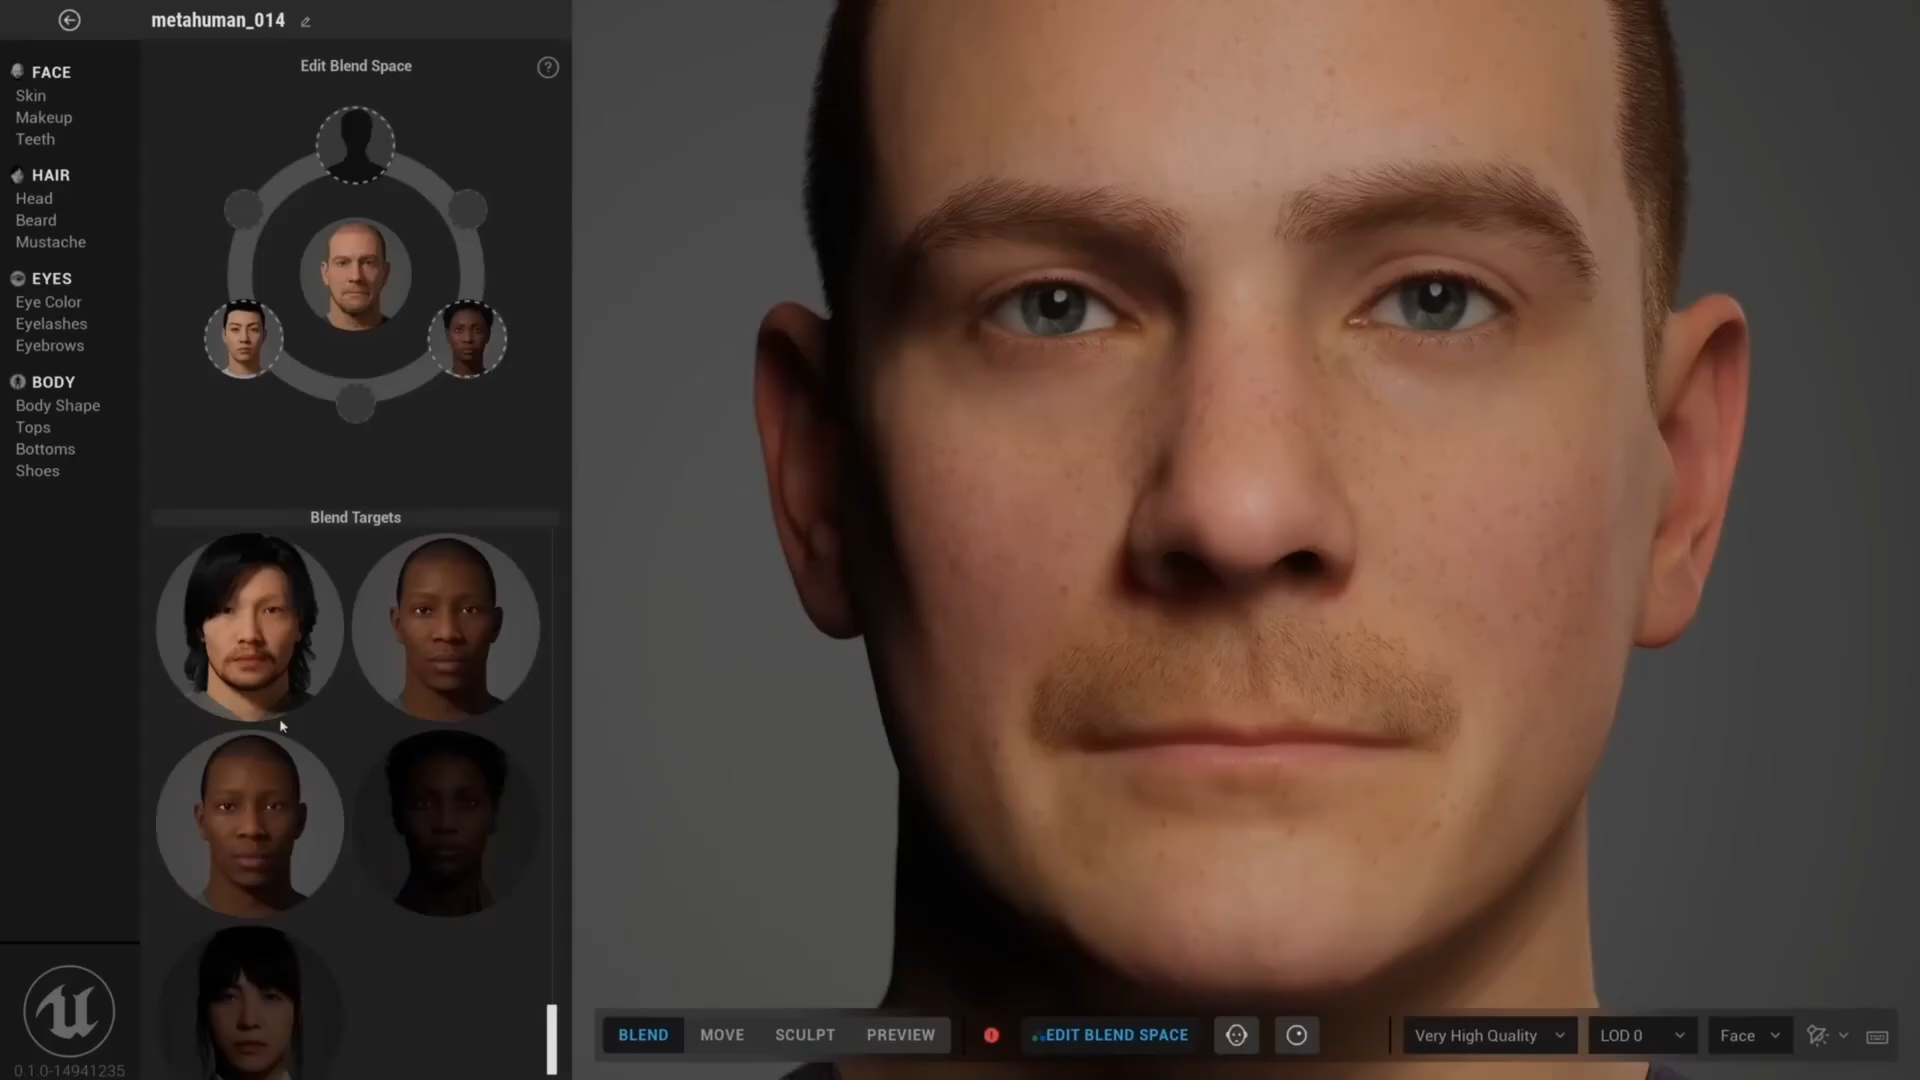 metahuman_014
FACE
Skin
Makeup
Teeth
HAIR
Head
Beard
Mustache
EYES
Eye Color
Eyelashes
Eyebrows
BODY
Body Shape
Tops
Bottoms
Shoes
Edit Blend Space
?
Blend Targets
0.1.0-14941235
BLEND
MOVE
SCULPT
PREVIEW
EDIT BLEND SPACE
Very High Quality
LOD 0
Face